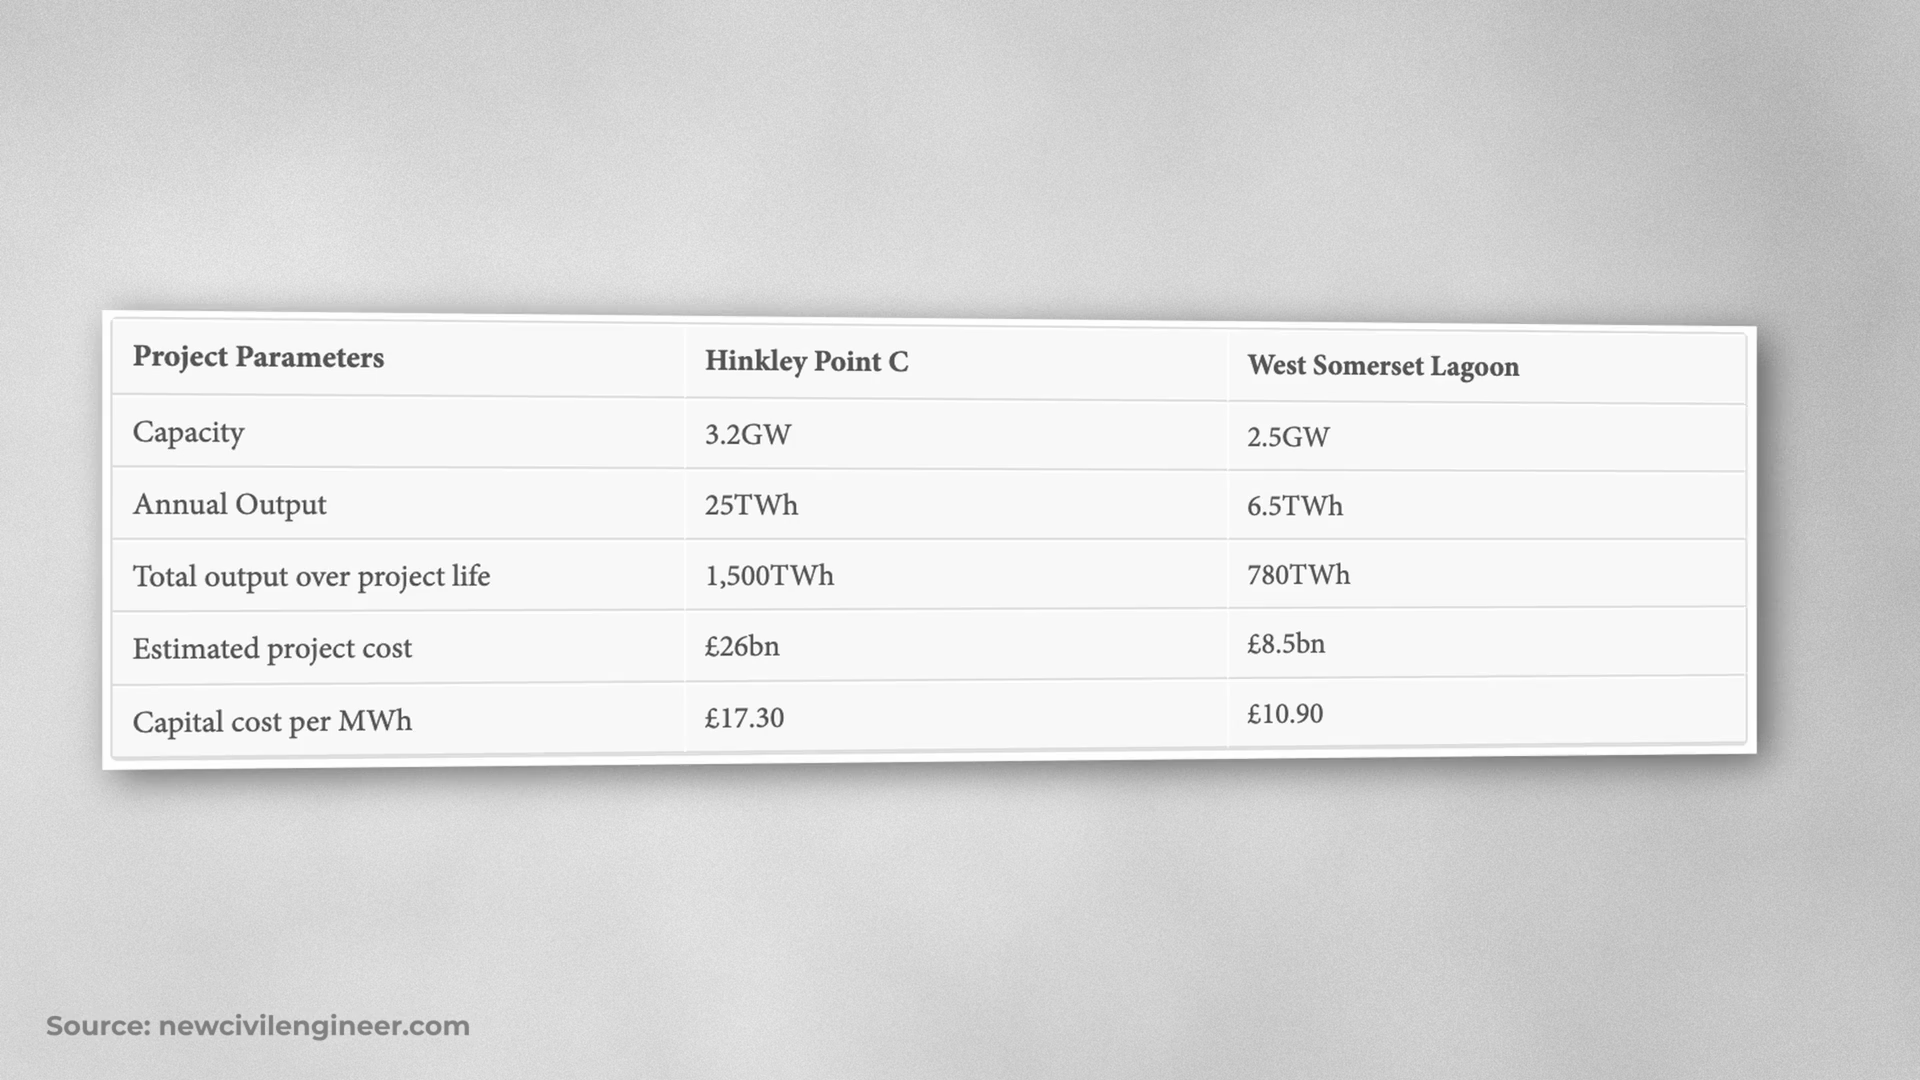 Project Parameters Hinkley Point C West Somerset Lagoon
Capacity 3.2GW 2.5GW
Annual Output 25TWh 6.5TWh
Total output over project life 1,500TWh 780TWh
Estimated project cost £26bn £8.5bn
Capital cost per MWh £17.30 £10.90
Source: newcivilengineer.com